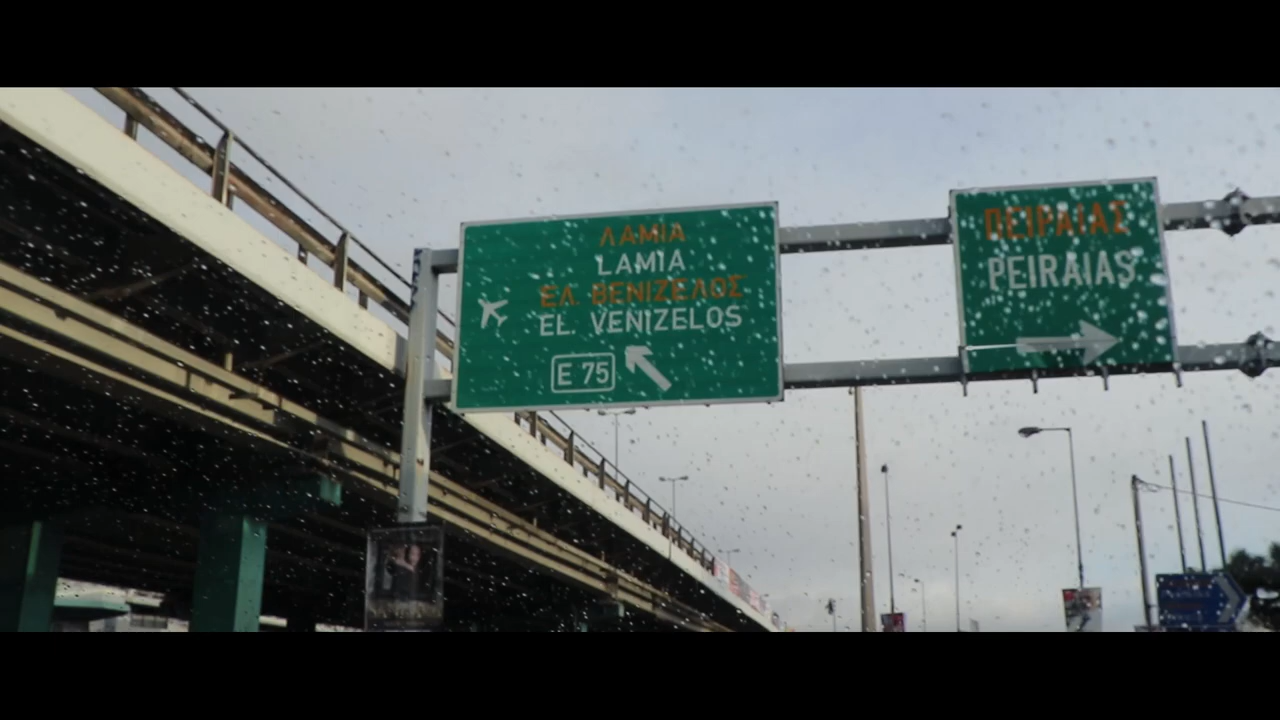 ΛΑΜΙΑ
LAMIA
ΕΛ. ΒΕΝΙΖΕΛΟΣ
EL. VENIZELOS
E 75
ΠΕΙΡΑΙΑΣ
PEIRAIAS